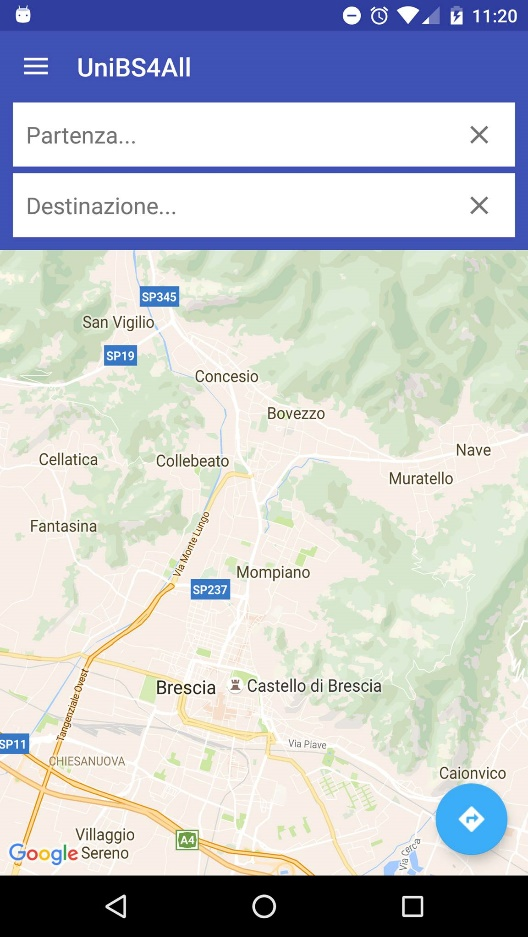 11:20
UniBS4All
Partenza...
Destinazione...
SP345
San Vigilio
SP19
Concesio
Bovezzo
Nave
Cellatica
Collebeato
Muratello
Fantasina
Via Monte Lungo
Mompiano
SP237
Brescia
Castello di Brescia
Tangenziale Ovest
SP11
Via Piave
CHIESANUOVA
Caionvico
Villaggio
Sereno
A4
Via Cerca
Google